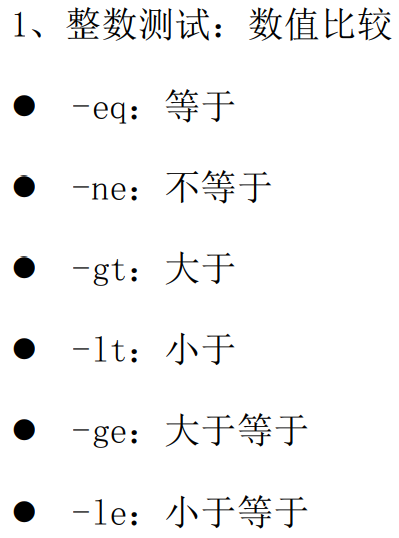 1、整数测试：数值比较
● -eq：等于
● -ne：不等于
● -gt：大于
● -lt：小于
● -ge：大于等于
● -le：小于等于